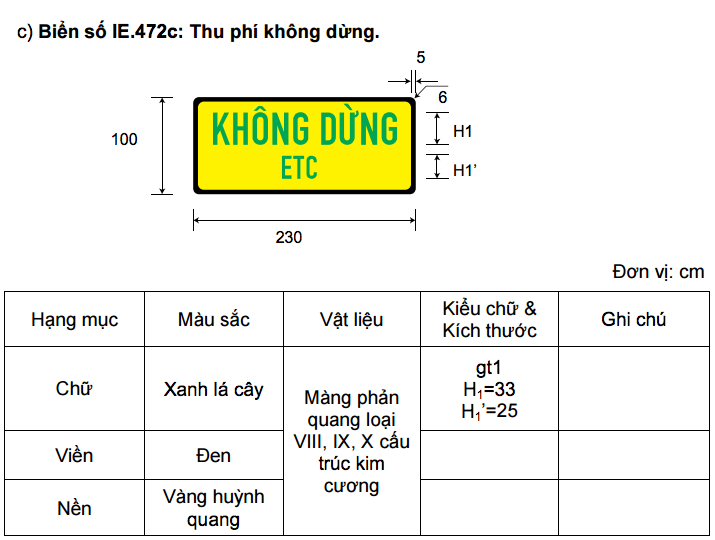 c) Biển số IE.472c: Thu phí không dừng.
5
6
100
KHÔNG DỪNG
ETC
H1
H1'
230
Đơn vị: cm
Hạng mục
Màu sắc
Vật liệu
Kiểu chữ &
Kích thước
Ghi chú
Chữ
Xanh lá cây
Màng phản
quang loại
VIII, IX, X cấu
trúc kim
cương
gt1
H1=33
H1'=25
Viền
Đen
Nền
Vàng huỳnh
quang